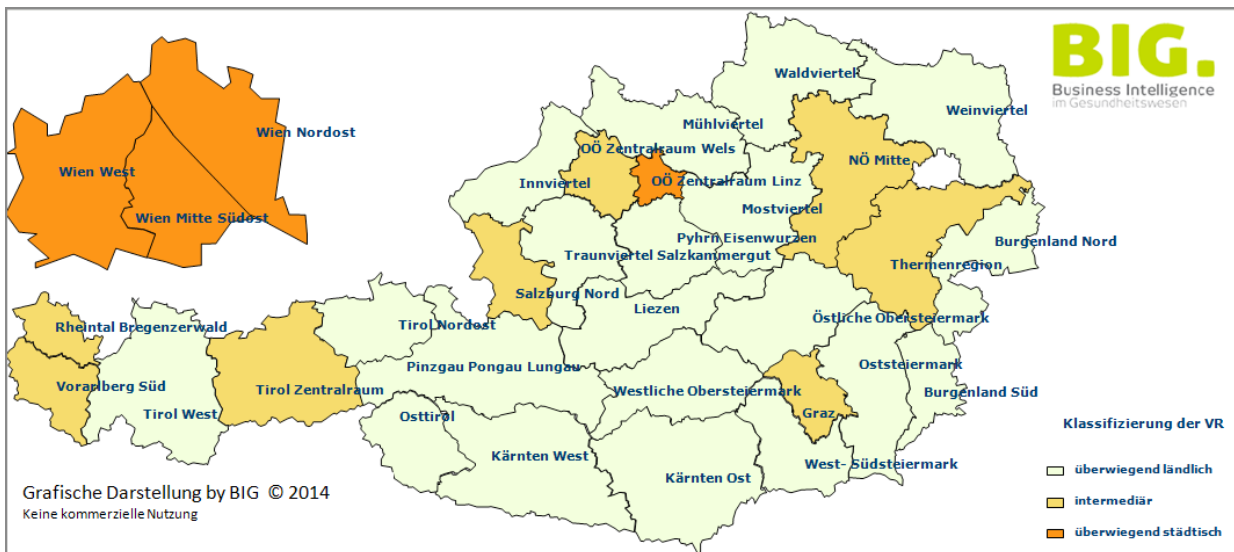 BIG.
Business Intelligence
im Gesundheitswesen
Waldviertel
Weinviertel
Mühlviertel
Wien Nordost
OÖ Zentralraum Wels
NÖ Mitte
Wien West
Innviertel
OÖ Zentralraum Linz
Mostviertel
Wien Mitte Südost
Pyhrn Eisenwurzen
Burgenland Nord
Traunviertel Salzkammergut
Thermenregion
Salzburg Nord
Liezen
Östliche Obersteiermark
Rheintal Bregenzerwald
Tirol Nordost
Pinzgau Pongau Lungau
Oststeiermark
Vorarlberg Süd
Tirol Zentralraum
Westliche Obersteiermark
Burgenland Süd
Tirol West
Osttirol
Graz
Kärnten West
West- Südsteiermark
Kärnten Ost
Klassifizierung der VR
überwiegend ländlich
intermediär
überwiegend städtisch
Grafische Darstellung by BIG © 2014
Keine kommerzielle Nutzung